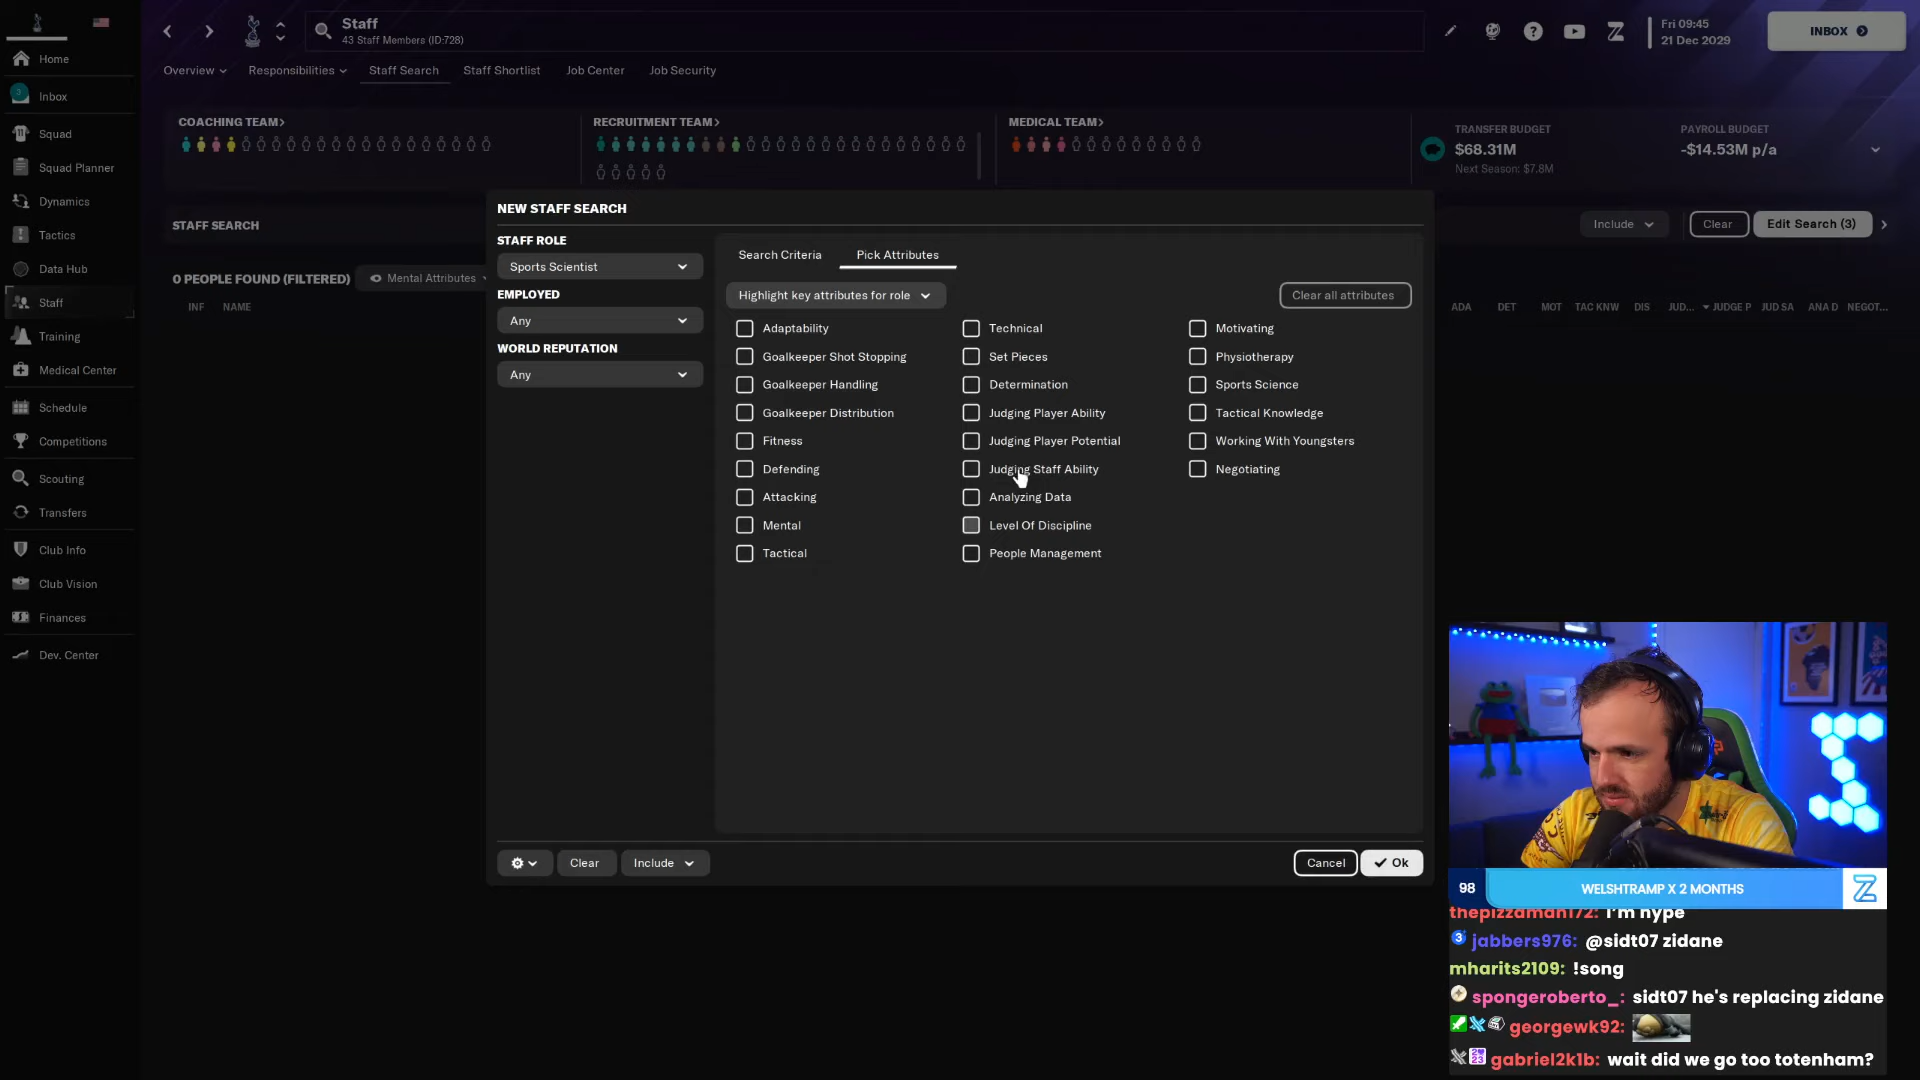 Staff
43 Staff Members (ID:728)
Fri 09:45
21 Dec 2029
INBOX
Home
3
Inbox
Squad
Squad Planner
Dynamics
Tactics
Data Hub
Staff
Training
Medical Center
Schedule
Competitions
Scouting
Transfers
Club Info
Club Vision
Finances
Dev. Center
Overview
Responsibilities
Staff Search
Staff Shortlist
Job Center
Job Security
COACHING TEAM>
RECRUITMENT TEAM>
MEDICAL TEAM>
TRANSFER BUDGET
$68.31M
Next Season: $7.8M
PAYROLL BUDGET
-$14.53M p/a
STAFF SEARCH
Include
Clear
Edit Search (3)
0 PEOPLE FOUND (FILTERED)
Mental Attributes
INF NAME
ADA DET MOT TAC KNW DIS JUD... JUDGE P JUD SA ANA D NEGOT...
NEW STAFF SEARCH
STAFF ROLE
Sports Scientist
EMPLOYED
Any
WORLD REPUTATION
Any
Search Criteria
Pick Attributes
Highlight key attributes for role
Clear all attributes
Adaptability
Goalkeeper Shot Stopping
Goalkeeper Handling
Goalkeeper Distribution
Fitness
Defending
Attacking
Mental
Tactical
Technical
Set Pieces
Determination
Judging Player Ability
Judging Player Potential
Judging Staff Ability
Analyzing Data
Level Of Discipline
People Management
Motivating
Physiotherapy
Sports Science
Tactical Knowledge
Working With Youngsters
Negotiating
Clear
Include
Cancel
Ok
98
WELSHTRAMP X 2 MONTHS
thepizzaman172: I'm hype
3 jabbers976: @sidt07 zidane
mharits2109: !song
spongeroberto_: sidt07 he's replacing zidane
georgewk92:
gabriel2k1b: wait did we go too totenham?